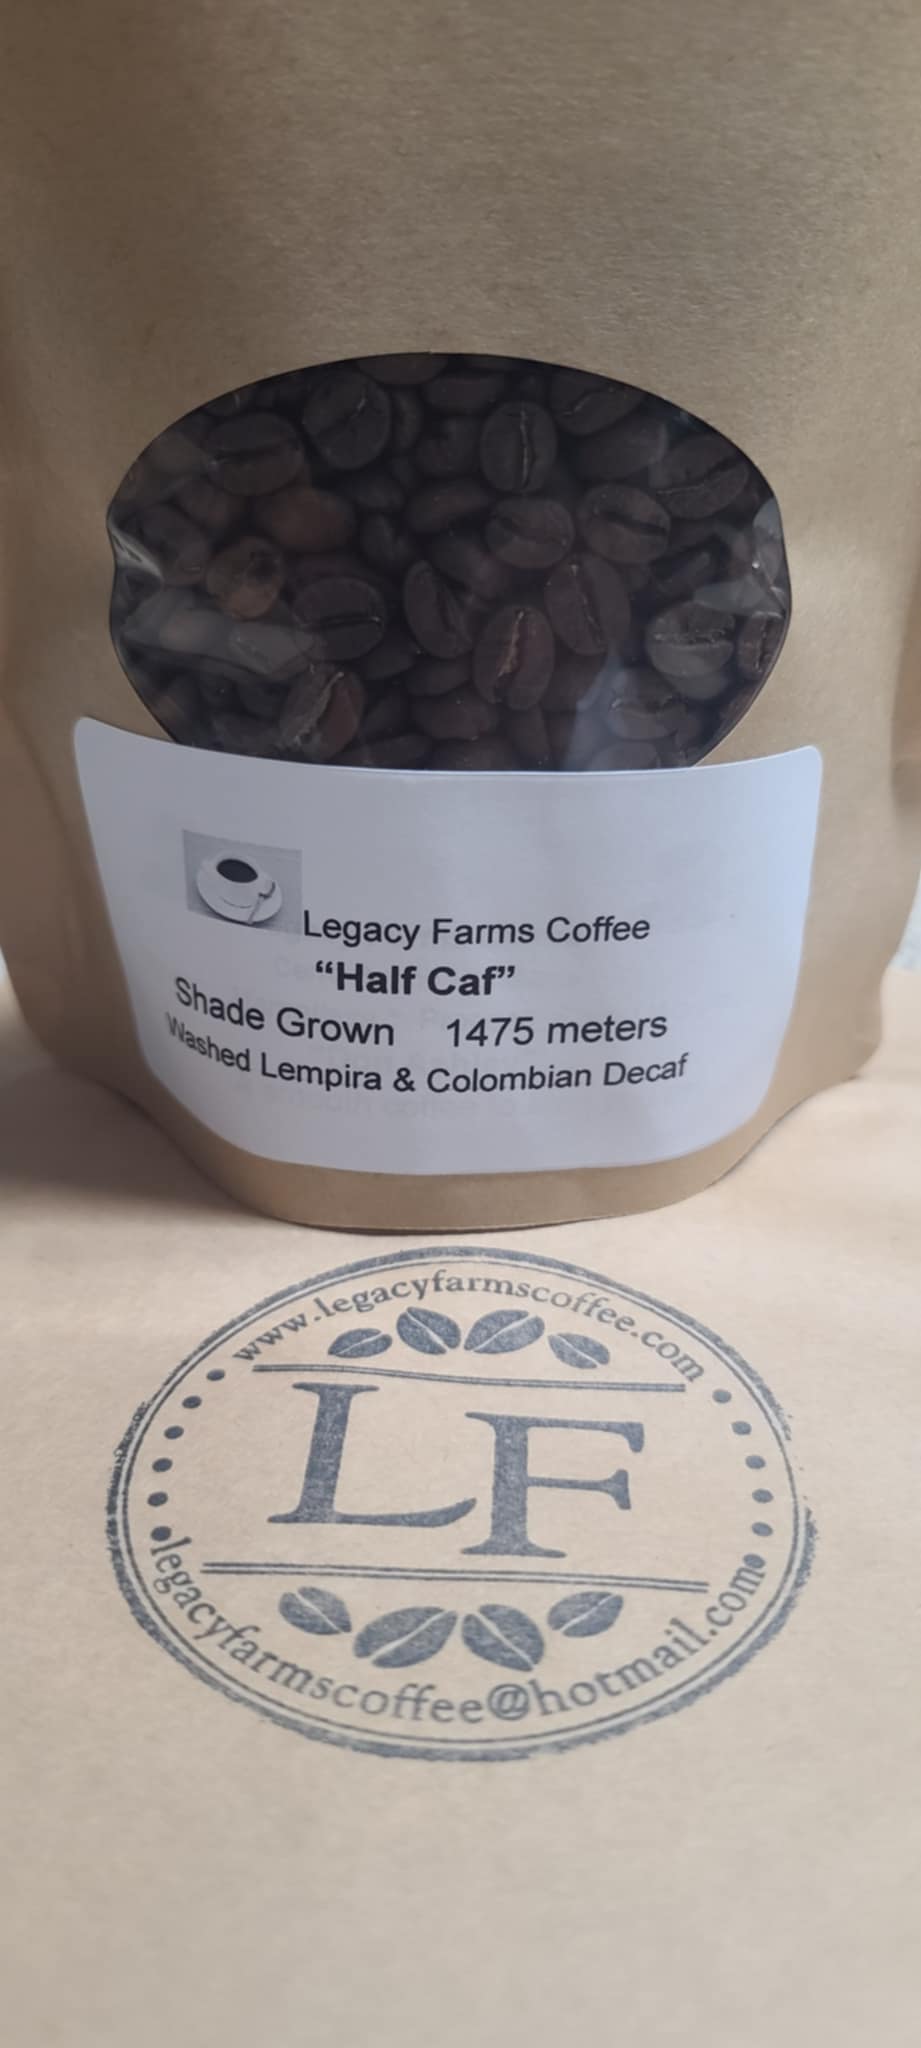 Legacy Farms Coffee
“Half Caf”
Shade Grown 1475 meters
Washed Lempira & Colombian Decaf
www.legacyfarmscoffee.com
LF
legacyfarmscoffee@hotmail.com